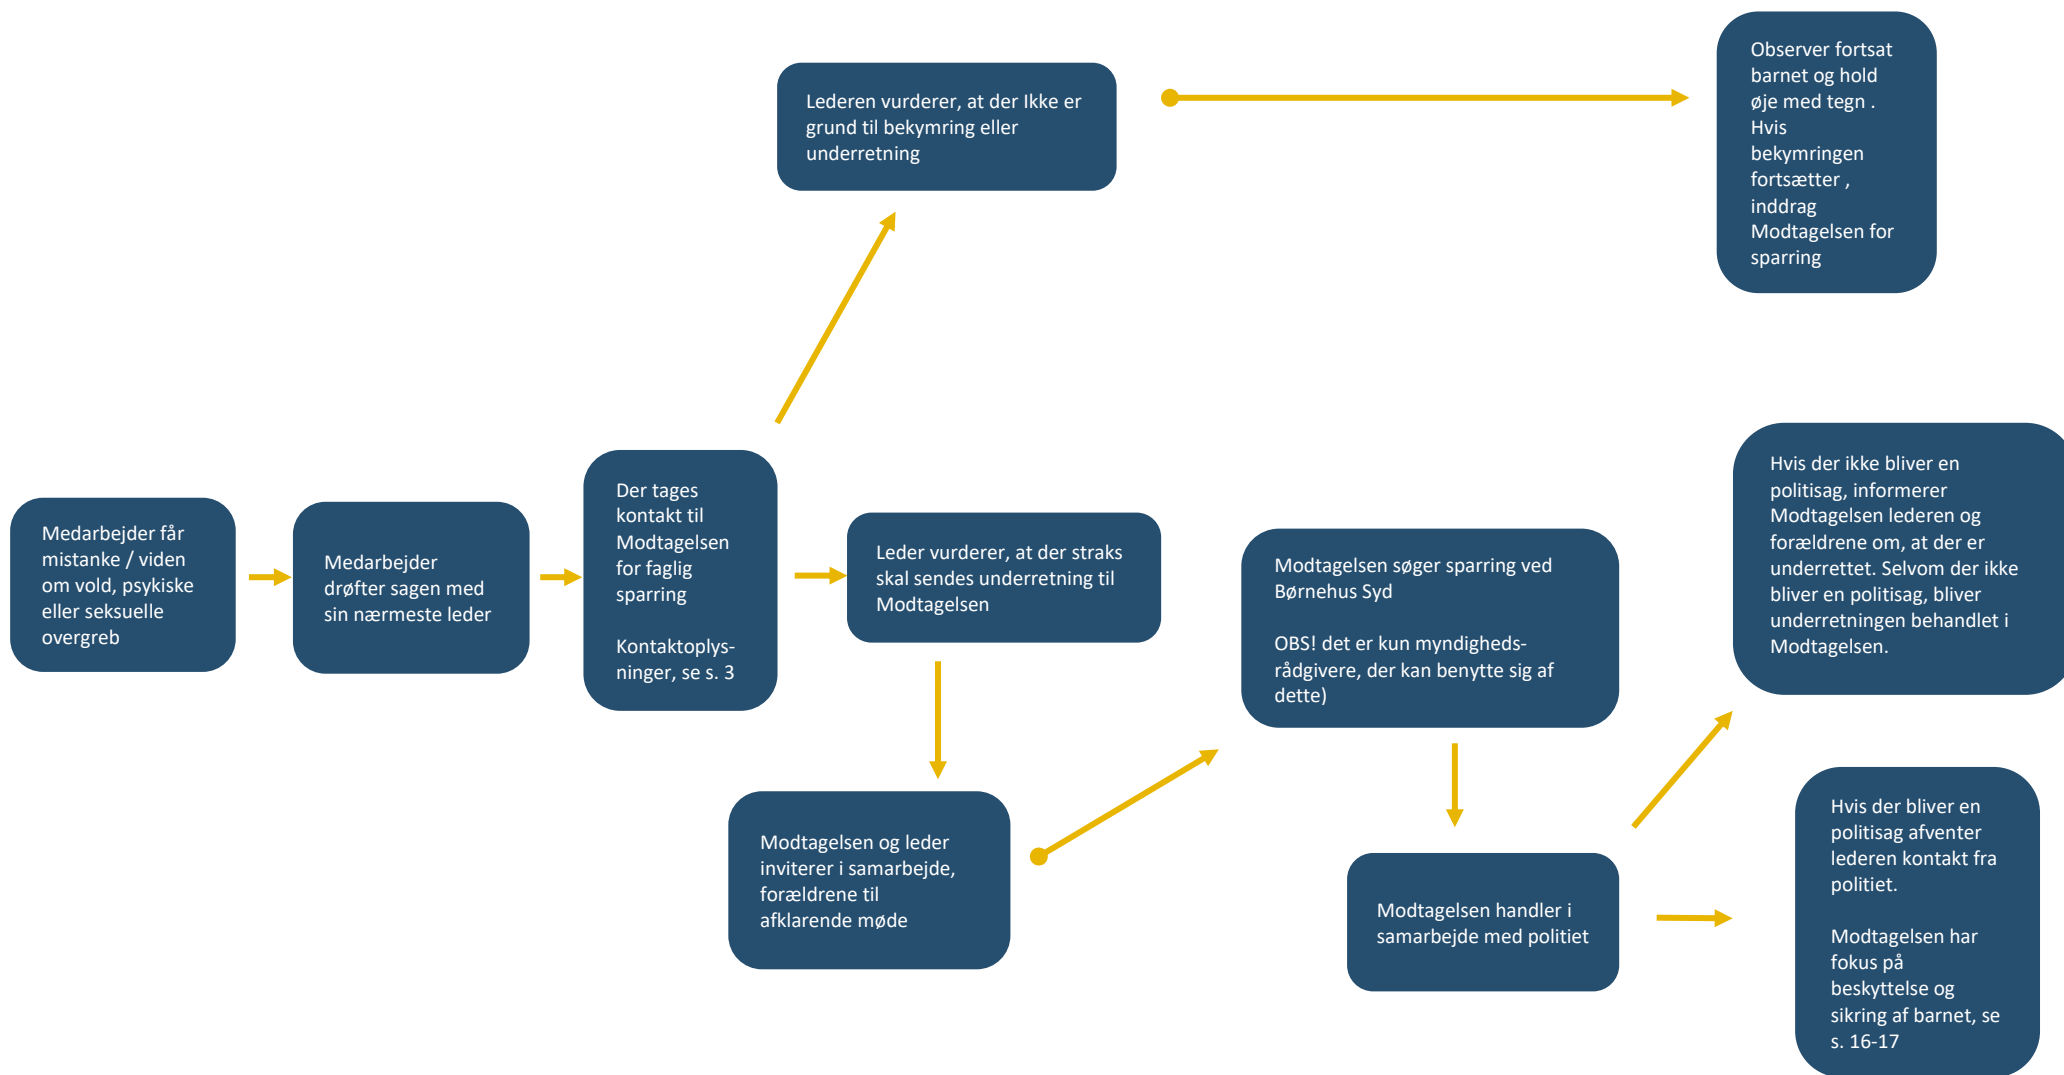 Medarbejder får
mistanke / viden
om vold, psykiske
eller seksuelle
overgreb
Medarbejder
drøfter sagen med
sin nærmeste leder
Der tages
kontakt til
Modtagelsen
for faglig
sparring
Kontaktoplys-
ninger, se s. 3
Lederen vurderer, at der Ikke er
grund til bekymring eller
underretning
Observer fortsat
barnet og hold
øje med tegn .
Hvis
bekymringen
fortsætter ,
inddrag
Modtagelsen for
sparring
Leder vurderer, at der straks
skal sendes underretning til
Modtagelsen
Modtagelsen og leder
inviterer i samarbejde,
forældrene til
afklarende møde
Modtagelsen søger sparring ved
Børnehus Syd
OBS! det er kun myndigheds-
rådgivere, der kan benytte sig af
dette)
Modtagelsen handler i
samarbejde med politiet
Hvis der ikke bliver en
politisag, informerer
Modtagelsen lederen og
forældrene om, at der er
underrettet. Selvom der ikke
bliver en politisag, bliver
underretningen behandlet i
Modtagelsen.
Hvis der bliver en
politisag afventer
lederen kontakt fra
politiet.
Modtagelsen har
fokus på
beskyttelse og
sikring af barnet, se
s. 16-17